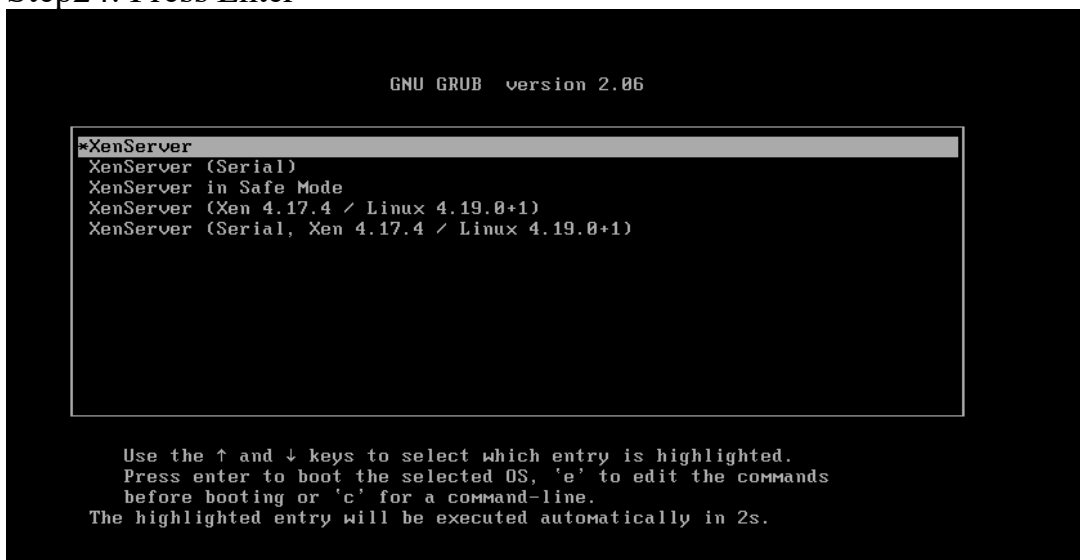 Step24: Press Enter
GNU GRUB version 2.06
*XenServer
XenServer (Serial)
XenServer in Safe Mode
XenServer (Xen 4.17.4 / Linux 4.19.0+1)
XenServer (Serial, Xen 4.17.4 / Linux 4.19.0+1)
Use the ↑ and ↓ keys to select which entry is highlighted.
Press enter to boot the selected OS, `e' to edit the commands
before booting or `c' for a command-line.
The highlighted entry will be executed automatically in 2s.